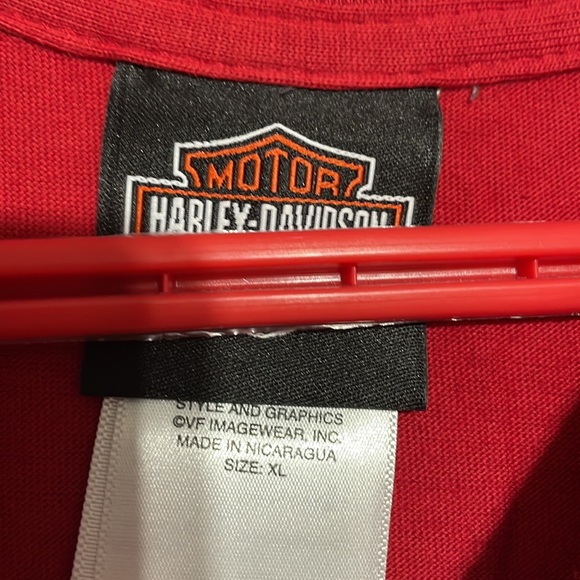 MOTOR
HARLEY-DAVIDSON
STYLE AND GRAPHICS
©VF IMAGEWEAR, INC.
MADE IN NICARAGUA
SIZE: XL